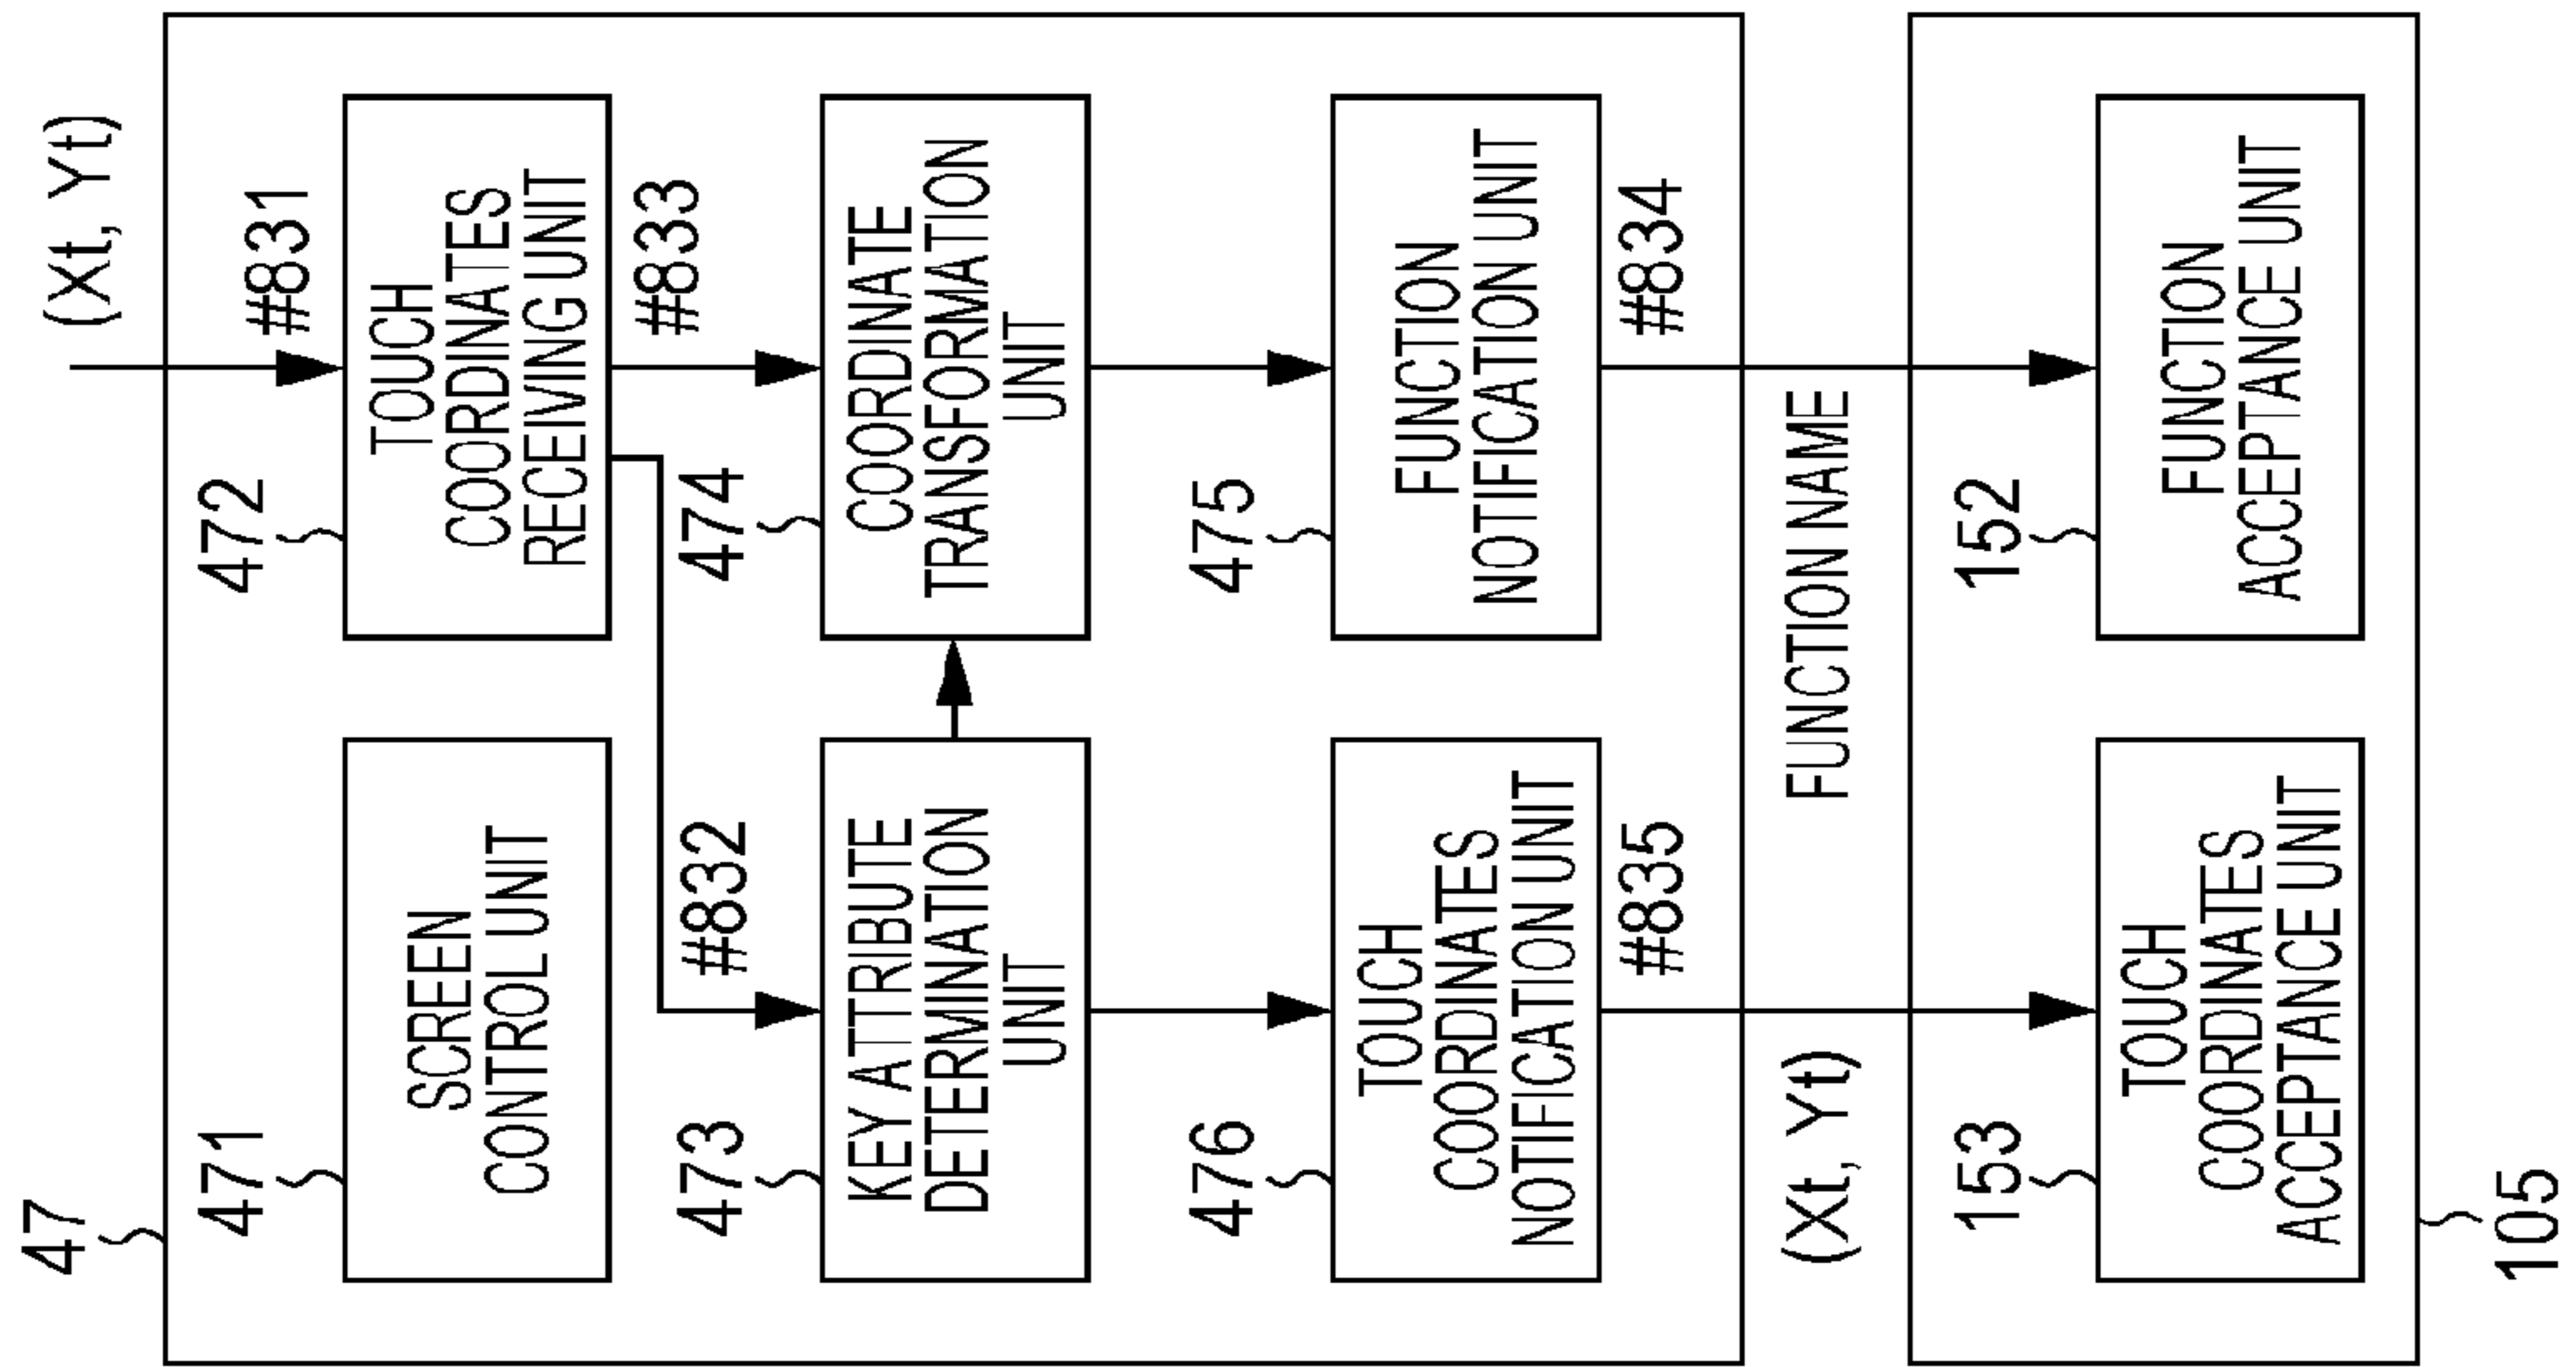 47
471
SCREEN
CONTROL UNIT
472
TOUCH
COORDINATES
RECEIVING UNIT
#831
(Xt, Yt)
#832
#833
473
KEY ATTRIBUTE
DETERMINATION
UNIT
474
COORDINATE
TRANSFORMATION
UNIT
476
TOUCH
COORDINATES
NOTIFICATION UNIT
475
FUNCTION
NOTIFICATION UNIT
#835
#834
(Xt, Yt)
FUNCTION NAME
153
TOUCH
COORDINATES
ACCEPTANCE UNIT
152
FUNCTION
ACCEPTANCE UNIT
105